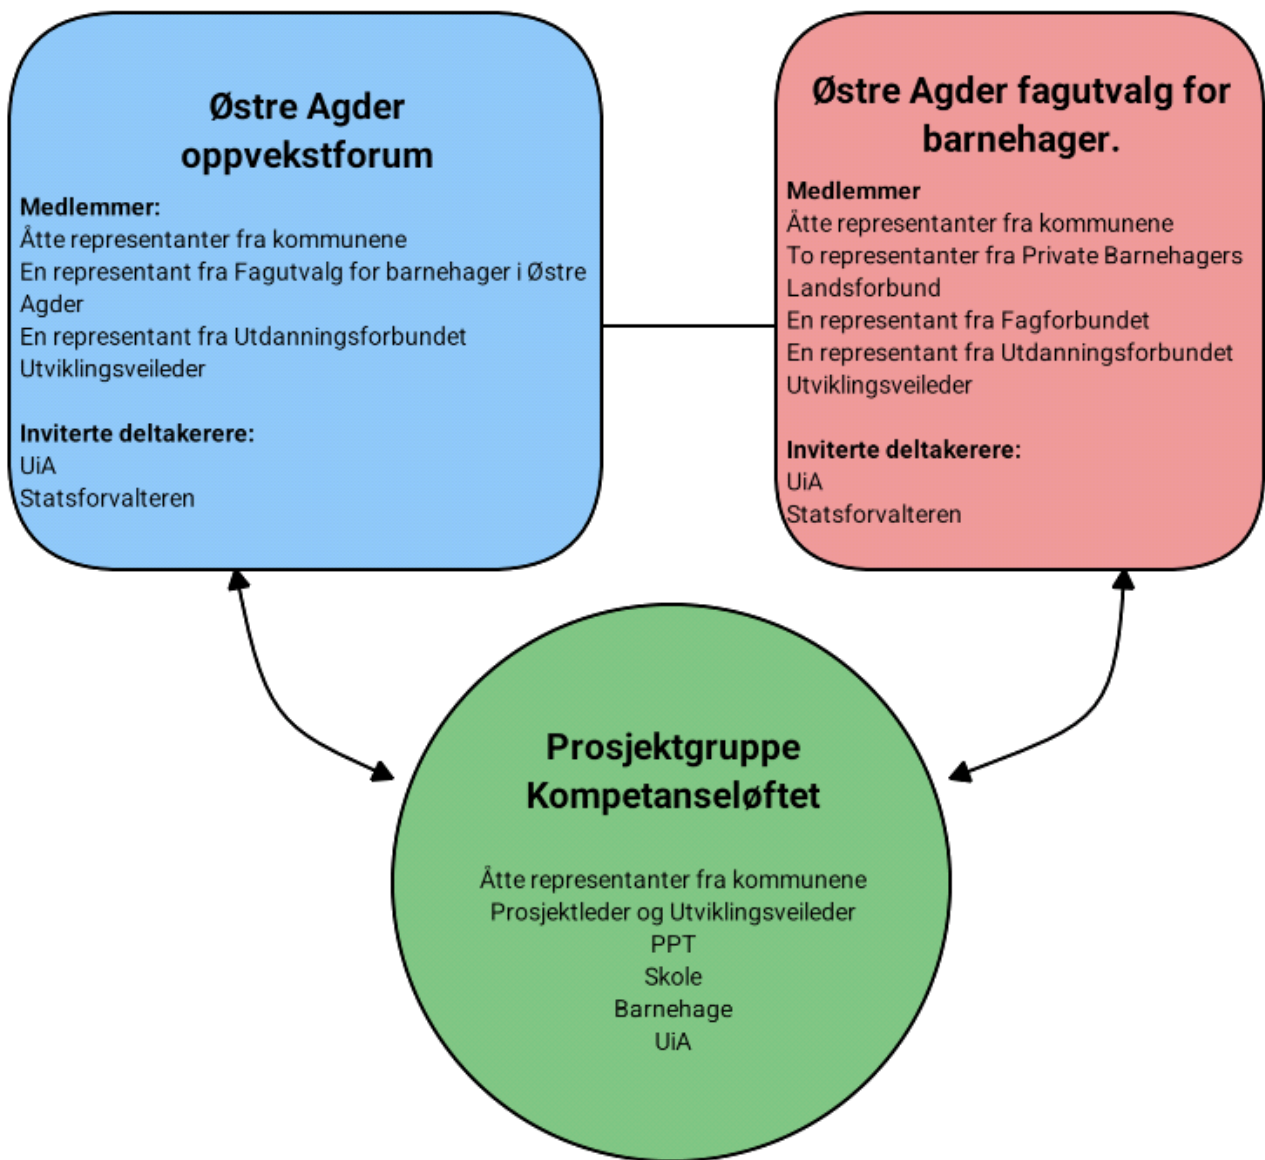 Østre Agder
oppvekstforum
Medlemmer:
Åtte representanter fra kommunene
En representant fra Fagutvalg for barnehager i Østre
Agder
En representant fra Utdanningsforbundet
Utviklingsveileder
Inviterte deltakerere:
UiA
Statsforvalteren
Østre Agder fagutvalg for
barnehager.
Medlemmer
Åtte representanter fra kommunene
To representanter fra Private Barnehagers
Landsforbund
En representant fra Fagforbundet
En representant fra Utdanningsforbundet
Utviklingsveileder
Inviterte deltakerere:
UiA
Statsforvalteren
Prosjektgruppe
Kompetanseløftet
Åtte representanter fra kommunene
Prosjektleder og Utviklingsveileder
PPT
Skole
Barnehage
UiA